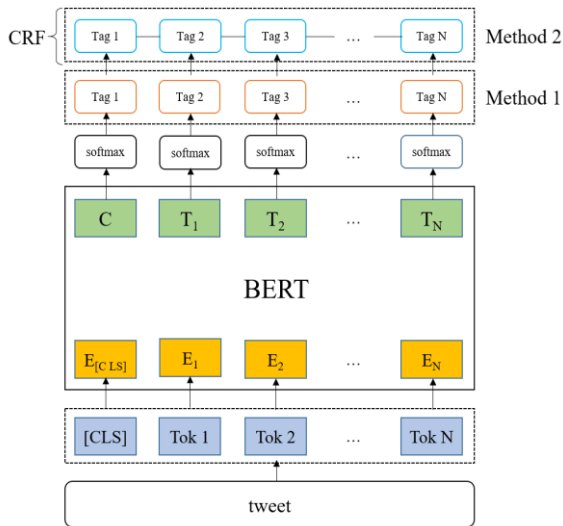 CRF Tag 1 Tag 2 Tag 3 ... Tag N Method 2
Tag 1 Tag 2 Tag 3 ... Tag N Method 1
softmax softmax softmax ... softmax
C T1 T2 ... TN
BERT
E[C LS] E1 E2 ... EN
[CLS] Tok 1 Tok 2 ... Tok N
tweet